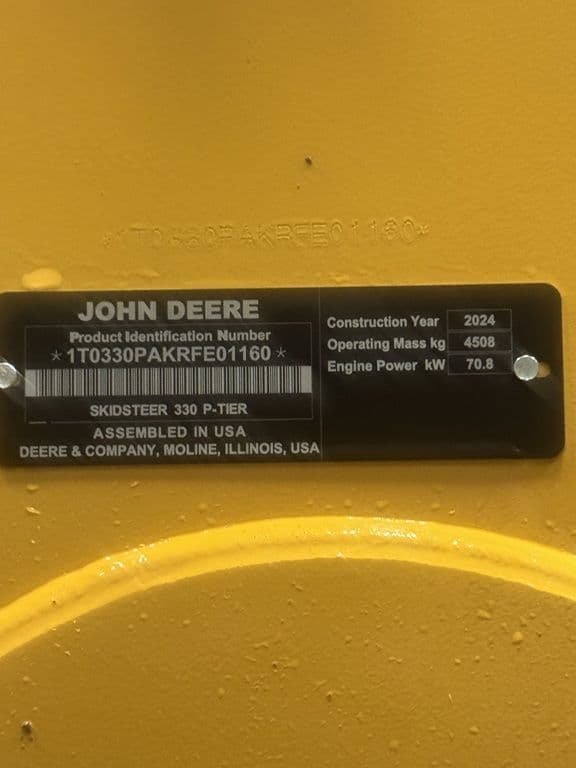 *1T0330PAKRFE01160*
JOHN DEERE
Product Identification Number
*1T0330PAKRFE01160*
SKIDSTEER 330 P-TIER
ASSEMBLED IN USA
DEERE & COMPANY, MOLINE, ILLINOIS, USA
Construction Year 2024
Operating Mass kg 4508
Engine Power kW 70.8